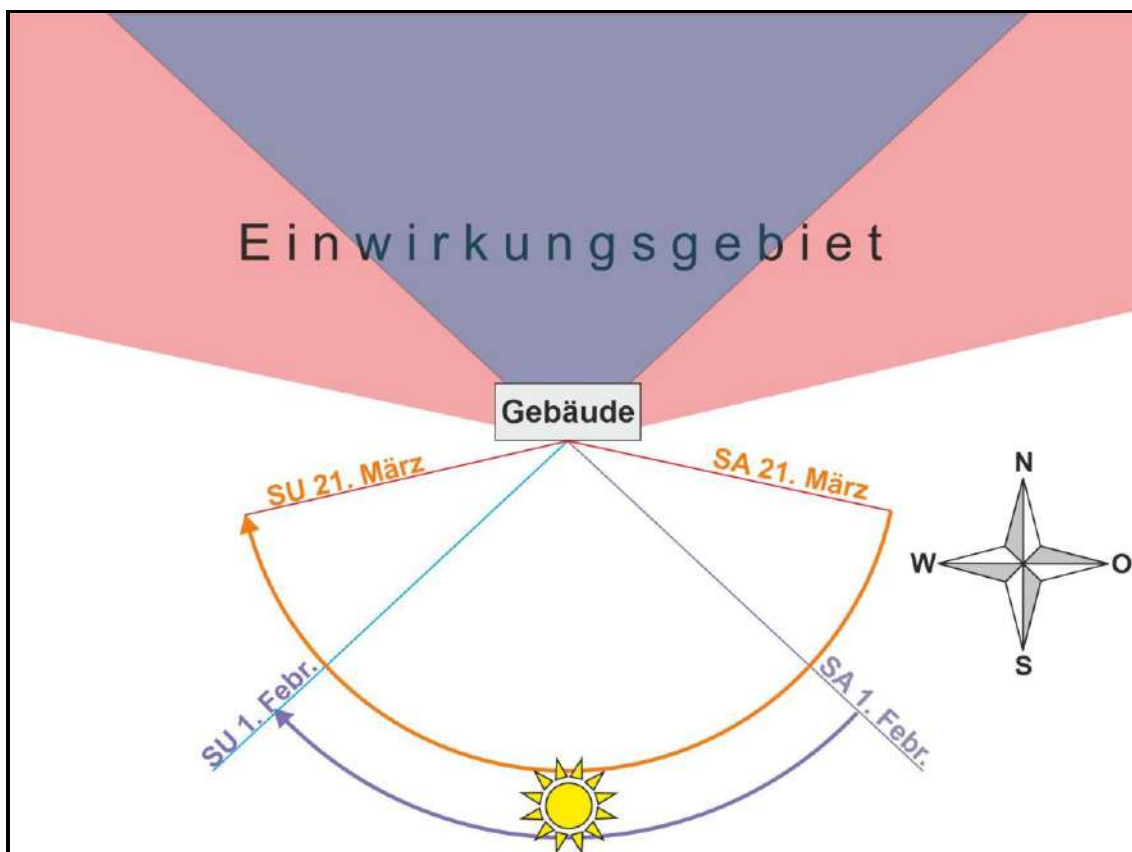 Einwirkungsgebiet
Gebäude
SU 21. März
SA 21. März
N
W
O
S
SU 1. Febr.
SA 1. Febr.